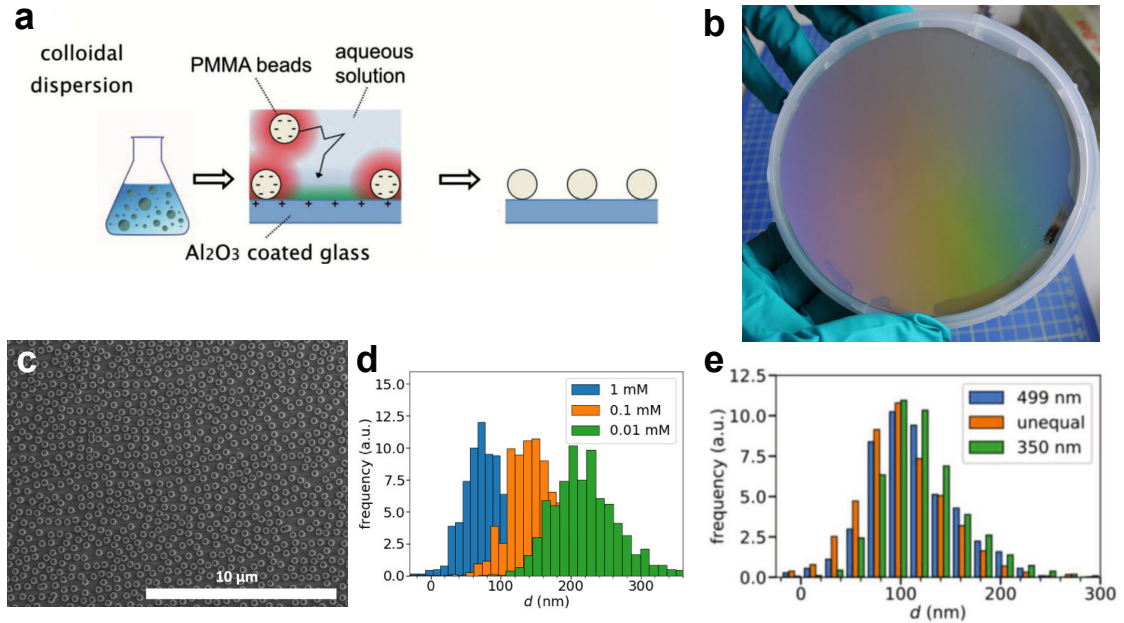 a
colloidal
dispersion
PMMA beads
aqueous
solution
Al2O3 coated glass
b
c
10 µm
d
frequency (a.u.)
15.0
12.5
10.0
7.5
5.0
2.5
0.0
1 mM
0.1 mM
0.01 mM
0 100 200 300
d (nm)
e
frequency (a.u.)
12.5
10.0
7.5
5.0
2.5
0.0
499 nm
unequal
350 nm
0 100 200 300
d (nm)